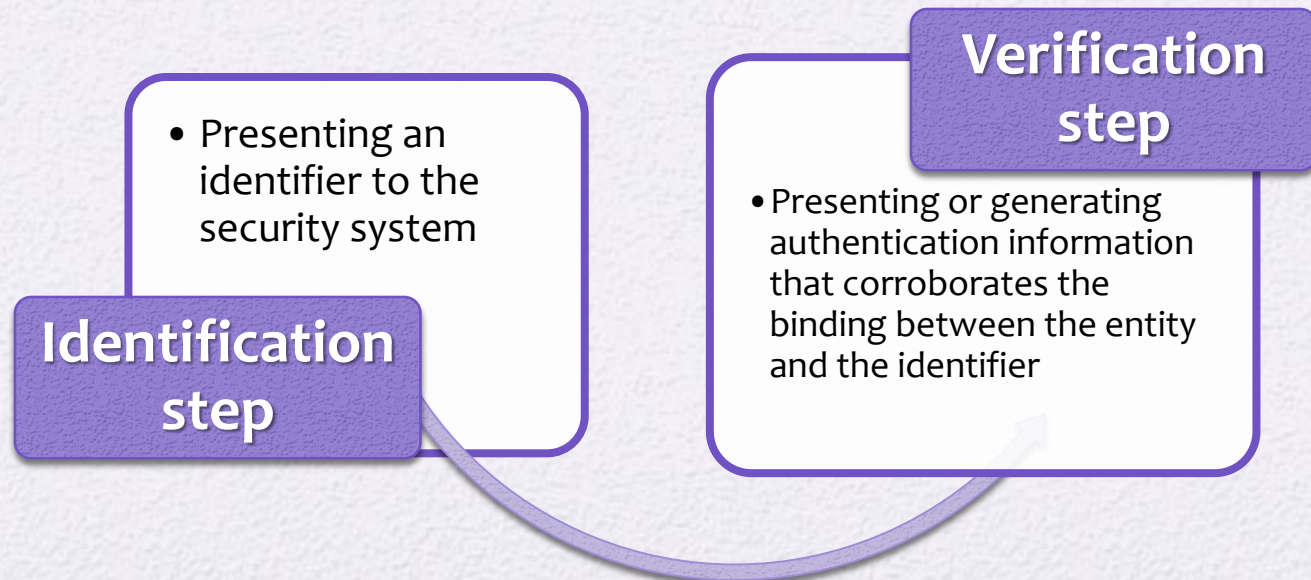 • Presenting an
identifier to the
security system
Identification
step
Verification
step
• Presenting or generating
authentication information
that corroborates the
binding between the entity
and the identifier